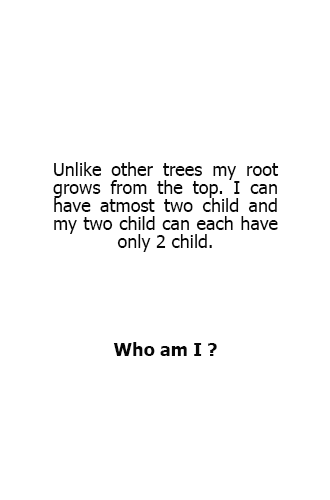 Unlike other trees my root
grows from the top. I can
have atmost two child and
my two child can each have
only 2 child.
Who am I ?